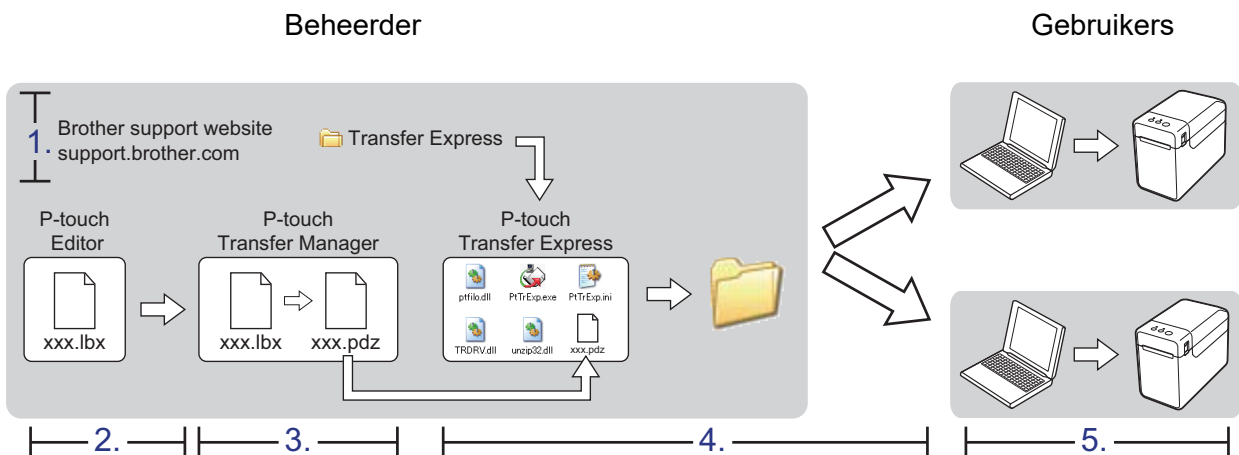 Beheerder
Gebruikers
1.
Brother support website
support.brother.com
Transfer Express
P-touch
Editor
P-touch
Transfer Manager
P-touch
Transfer Express
xxx.lbx
xxx.lbx
xxx.pdz
ptfilo.dll
PtTrExp.exe
PtTrExp.ini
TRDRV.dll
unzip32.dll
xxx.pdz
2.
3.
4.
5.